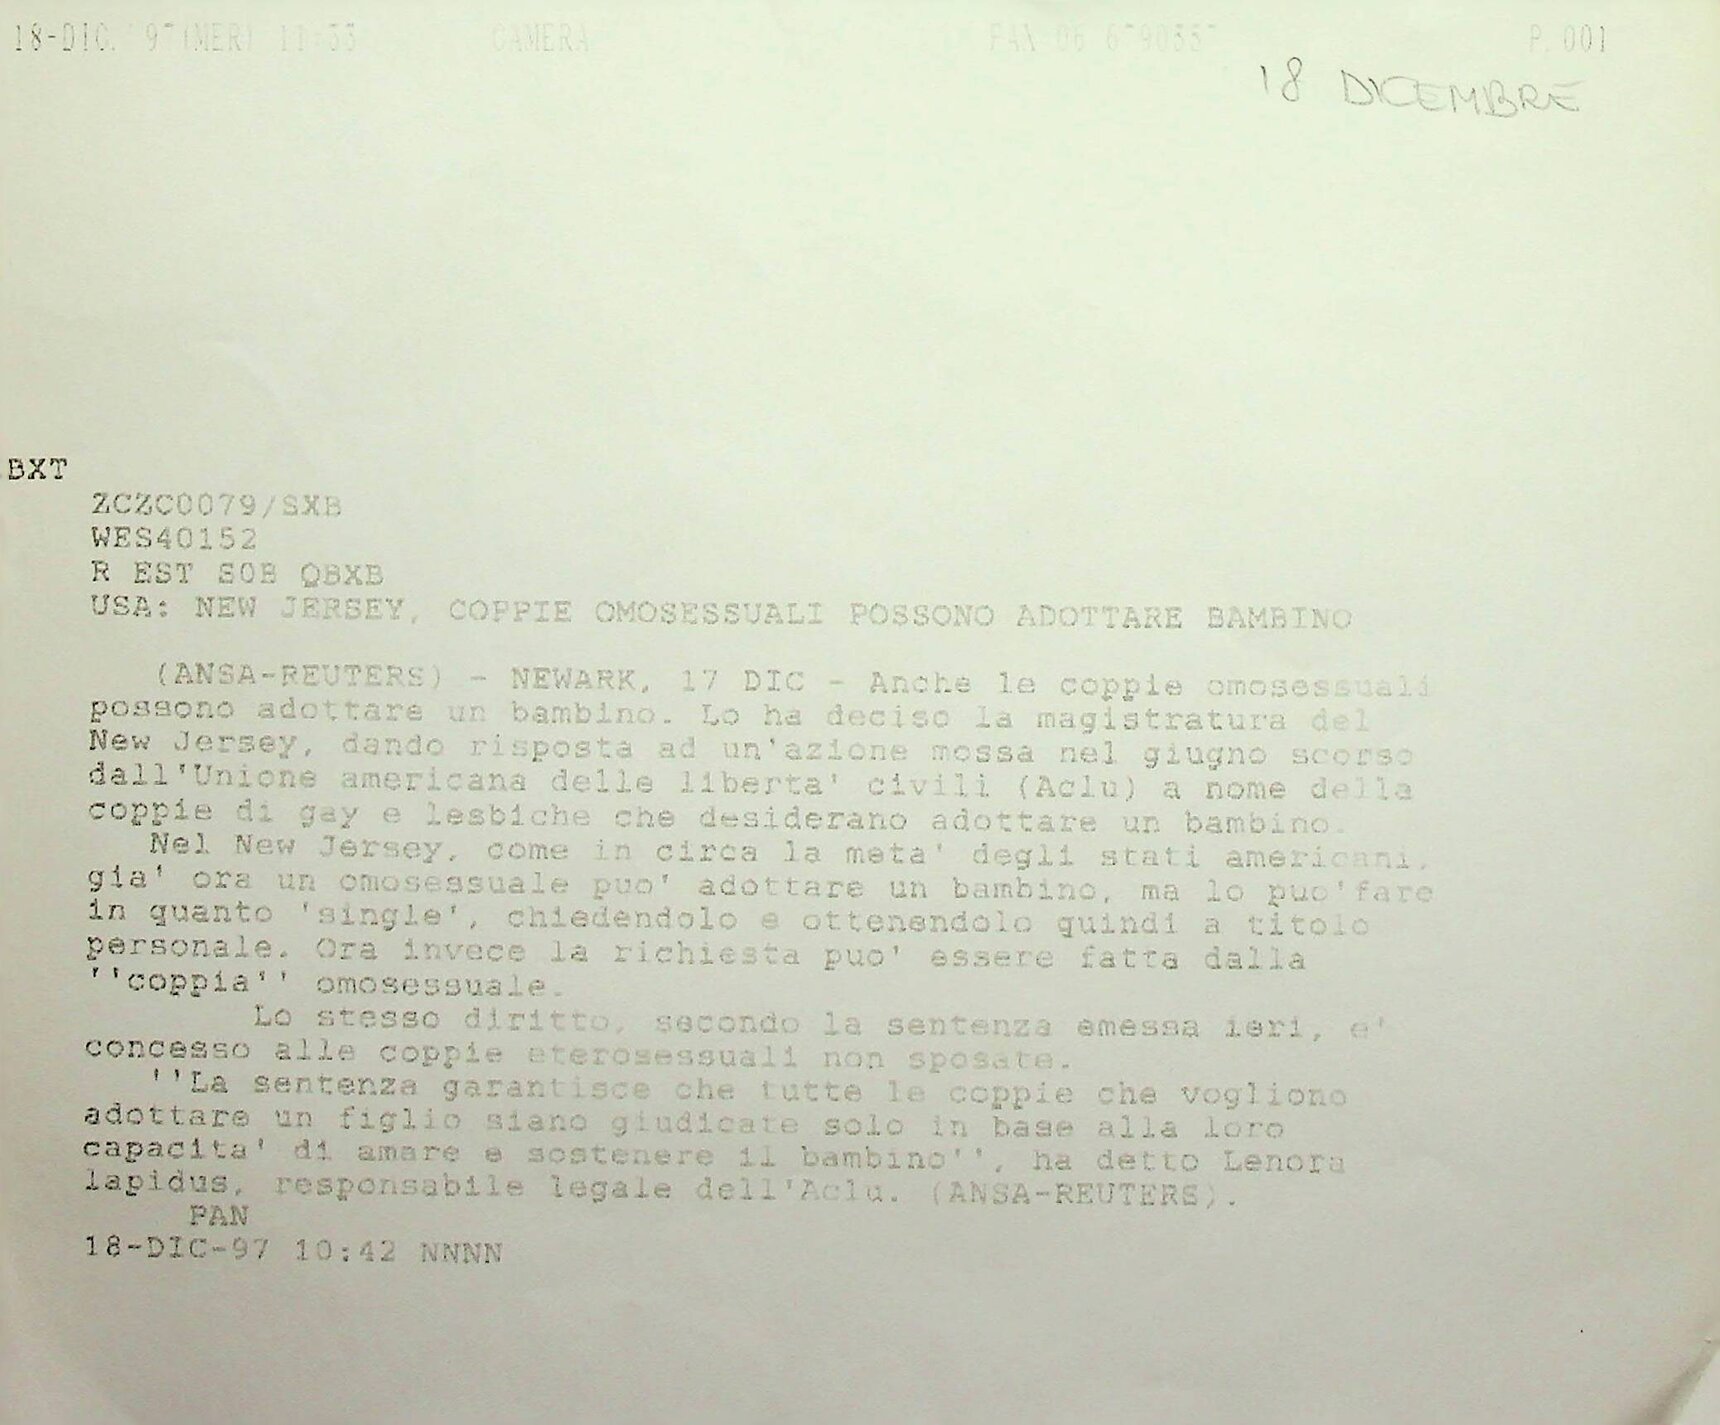 18-DIC. '97(MER) 11:33 CAMERA FAX 06 P. 001
18 DICEMBRE
BXT
ZCZC0079/SXB
WES40152
R EST S0B QBXB
USA: NEW JERSEY, COPPIE OMOSESSUALI POSSONO ADOTTARE BAMBINO
(ANSA-REUTERS) - NEWARK, 17 DIC - Anche le coppie omosessuali
possono adottare un bambino. Lo ha deciso la magistratura del
New Jersey, dando risposta ad un'azione mossa nel giugno scorso
dall'Unione americana delle liberta' civili (Aclu) a nome della
coppie di gay e lesbiche che desiderano adottare un bambino.
Nel New Jersey, come in circa la meta' degli stati americani,
gia' ora un omosessuale puo' adottare un bambino, ma lo puo'fare
in quanto 'single', chiedendolo e ottenendolo quindi a titolo
personale. Ora invece la richiesta puo' essere fatta dalla
''coppia'' omosessuale.
Lo stesso diritto, secondo la sentenza emessa ieri, e'
concesso alle coppie eterosessuali non sposate.
''La sentenza garantisce che tutte le coppie che vogliono
adottare un figlio siano giudicate solo in base alla loro
capacita' di amare e sostenere il bambino'', ha detto Lenora
lapidus, responsabile legale dell'Aclu. (ANSA-REUTERS).
PAN
18-DIC-97 10:42 NNNN